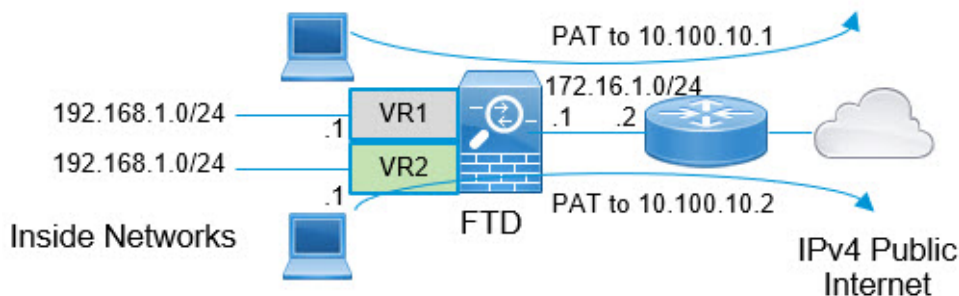 PAT to 10.100.10.1
172.16.1.0/24
192.168.1.0/24
VR1
.1
.1
.2
192.168.1.0/24
VR2
.1
PAT to 10.100.10.2
FTD
Inside Networks
IPv4 Public
Internet